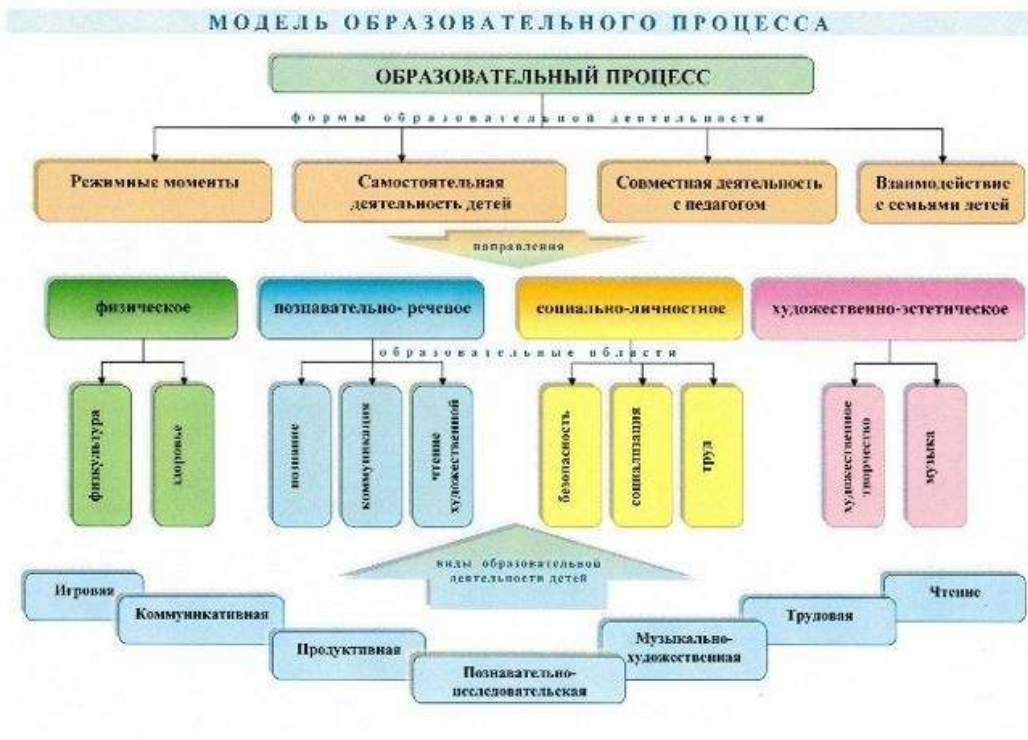 МОДЕЛЬ ОБРАЗОВАТЕЛЬНОГО ПРОЦЕССА
ОБРАЗОВАТЕЛЬНЫЙ ПРОЦЕСС
формы образовательной деятельности
Режимные моменты
Самостоятельная
деятельность детей
Совместная деятельность
с педагогом
Взаимодействие
с семьями детей
направления
физическое
познавательно- речевое
социально-личностное
художественно-эстетическое
образовательные области
физкультура
здоровье
познание
коммуникация
чтение
художественной
безопасность
социализация
труд
художественное
творчество
музыка
виды образовательной
деятельности детей
Игровая
Коммуникативная
Продуктивная
Познавательно-
исследовательская
Музыкально-
художественная
Трудовая
Чтение